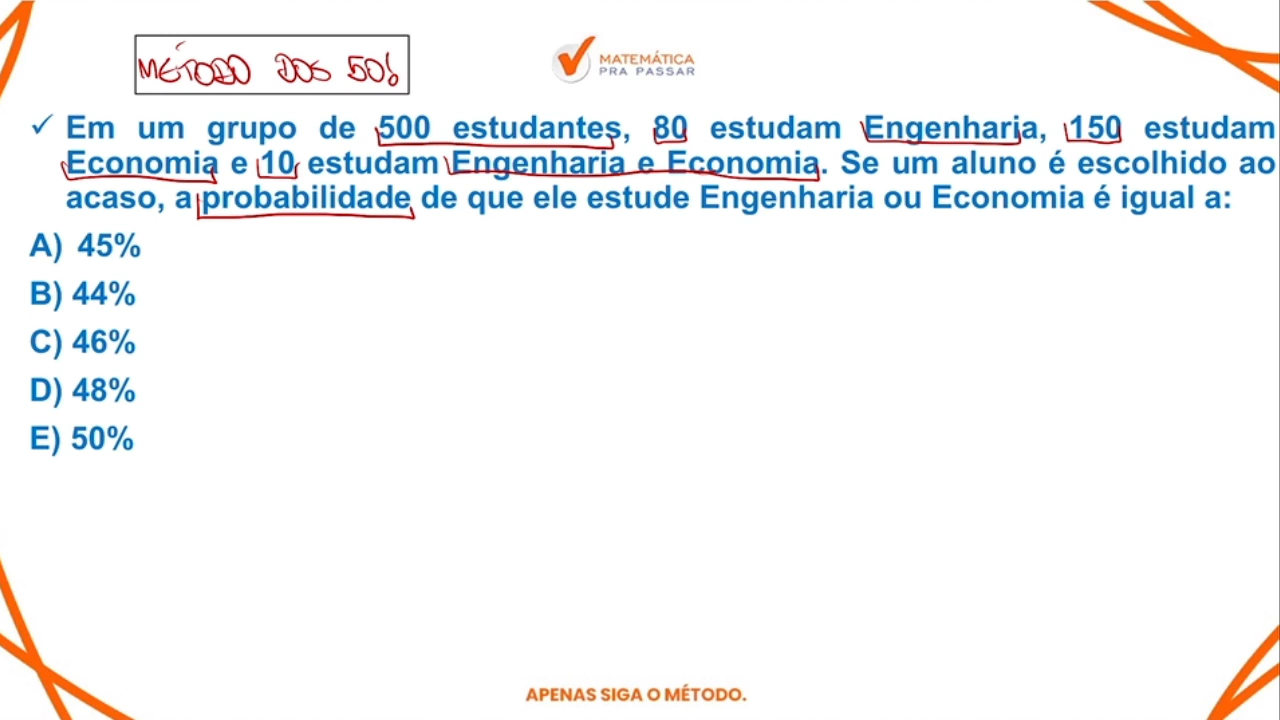 MÉTODO DOS 50!
MATEMÁTICA
PRA PASSAR
✓ Em um grupo de 500 estudantes, 80 estudam Engenharia, 150 estudam
Economia e 10 estudam Engenharia e Economia. Se um aluno é escolhido ao
acaso, a probabilidade de que ele estude Engenharia ou Economia é igual a:
A) 45%
B) 44%
C) 46%
D) 48%
E) 50%
APENAS SIGA O MÉTODO.